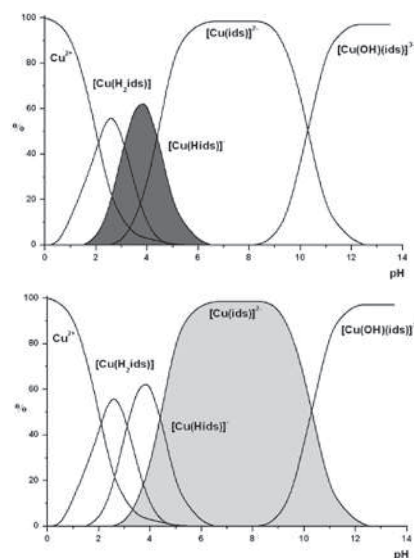 100
80
60
40
20
0
%
Cu²⁺
[Cu(H₂ids)]
[Cu(Hids)]⁻
[Cu(ids)]²⁻
[Cu(OH)(ids)]³
0 2 4 6 8 10 12 14
pH
100
80
60
40
20
0
%
Cu²⁺
[Cu(H₂ids)]
[Cu(Hids)]⁻
[Cu(ids)]²⁻
[Cu(OH)(ids)]
0 2 4 6 8 10 12 14
pH